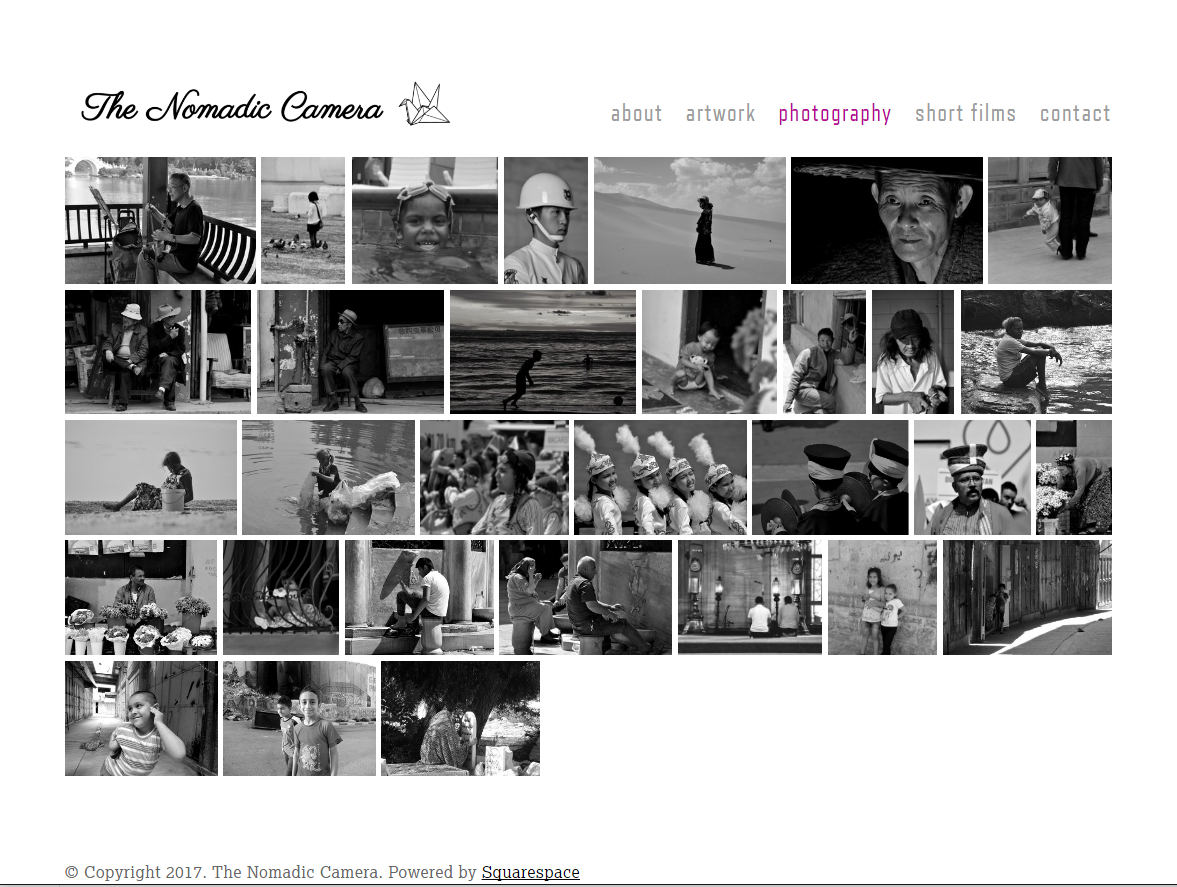 The Nomadic Camera
about artwork photography short films contact
© Copyright 2017. The Nomadic Camera. Powered by Squarespace